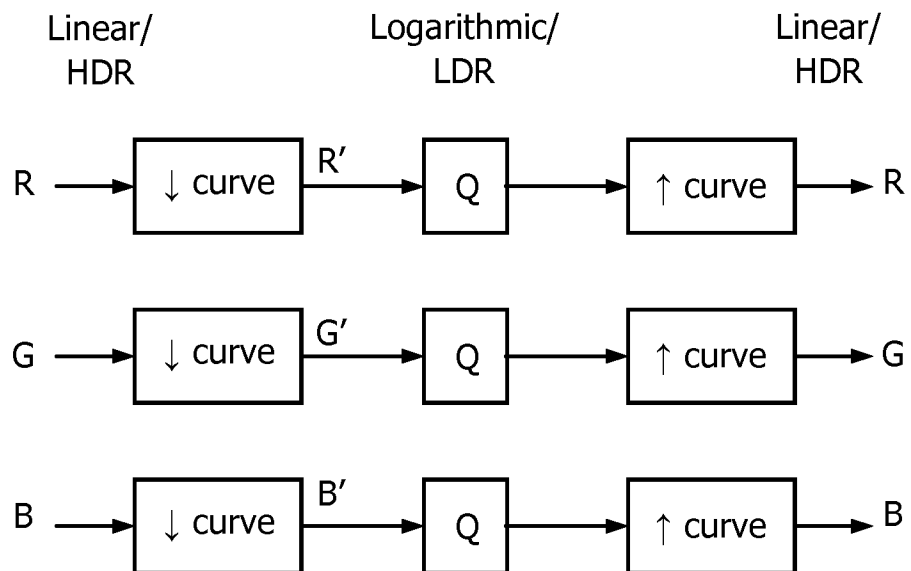 Linear/
HDR
Logarithmic/
LDR
Linear/
HDR
R ↓ curve R’ Q ↑ curve R
G ↓ curve G’ Q ↑ curve G
B ↓ curve B’ Q ↑ curve B